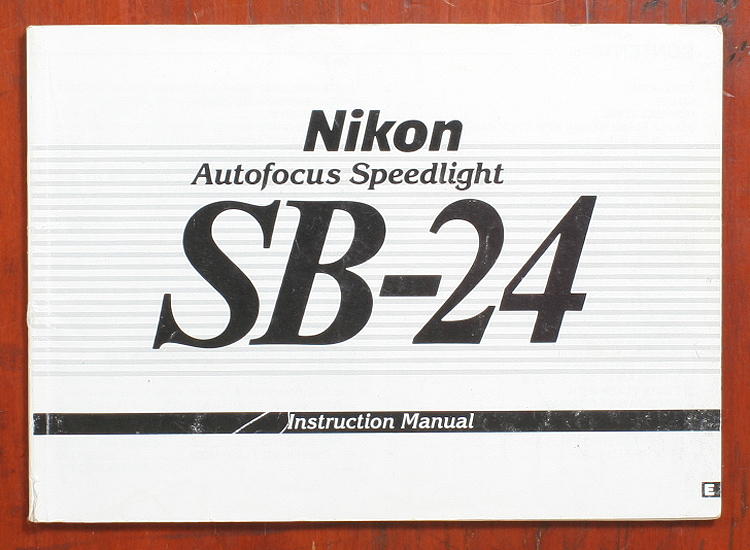 Nikon
Autofocus Speedlight
SB-24
Instruction Manual
E